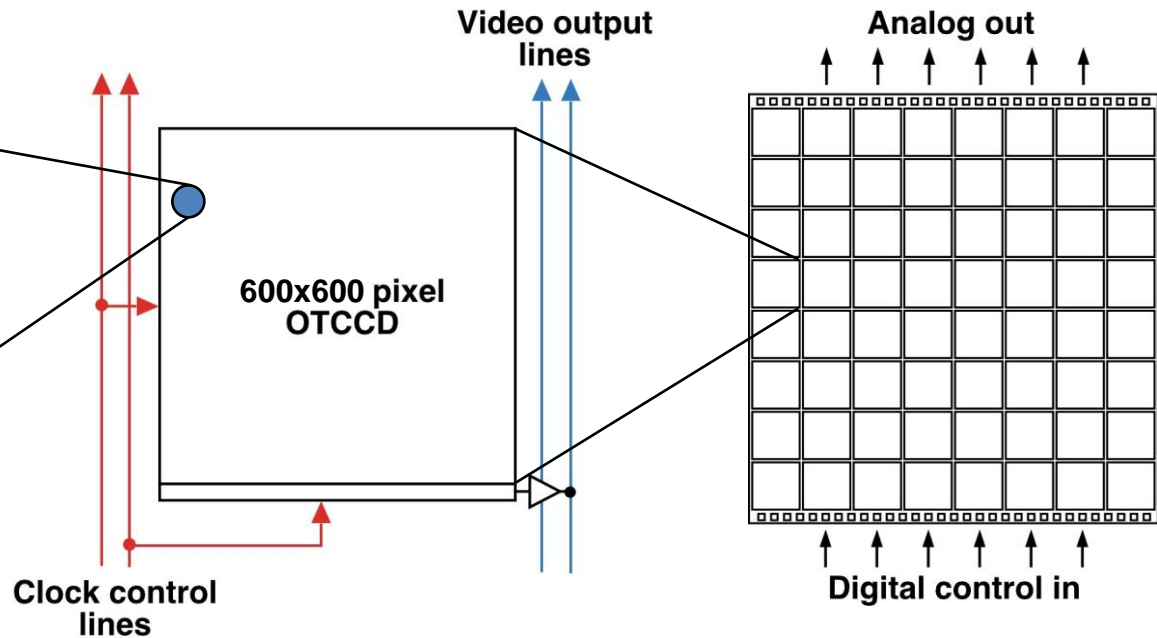 Video output
lines
Analog out
600x600 pixel
OTCCD
Clock control
lines
Digital control in